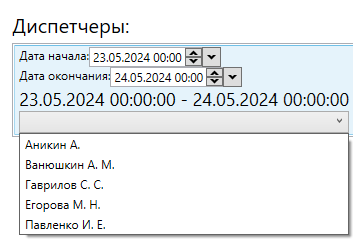 Диспетчеры:
Дата начала: 23.05.2024 00:00
Дата окончания: 24.05.2024 00:00
23.05.2024 00:00:00 - 24.05.2024 00:00:00
Аникин А.
Ванюшкин А. М.
Гаврилов С. С.
Егорова М. Н.
Павленко И. Е.